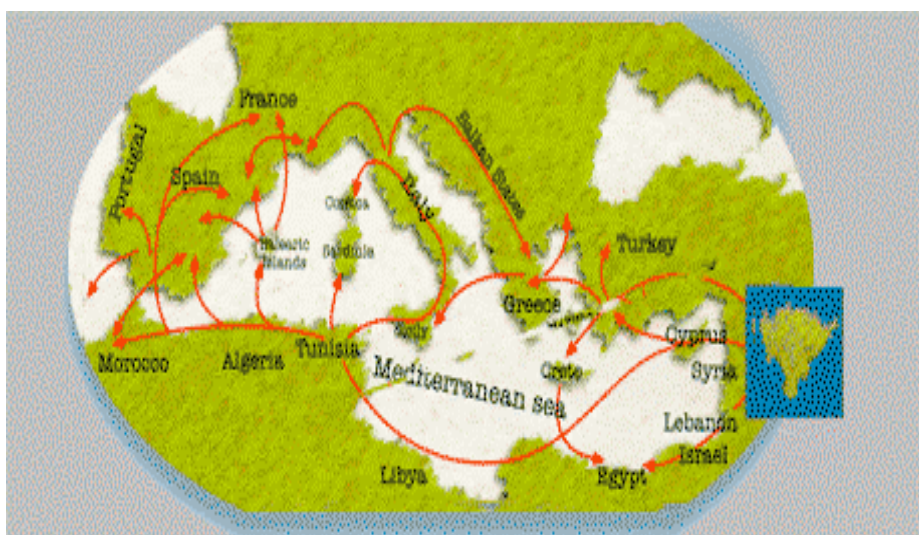 France
Portugal
Spain
Balkan States
Italy
Corsica
Balearic
Islands
Sardinia
Turkey
Greece
Sicily
Cyprus
Morocco
Algeria
Tunisia
Crete
Syria
Mediterranean sea
Lebanon
Israel
Libya
Egypt